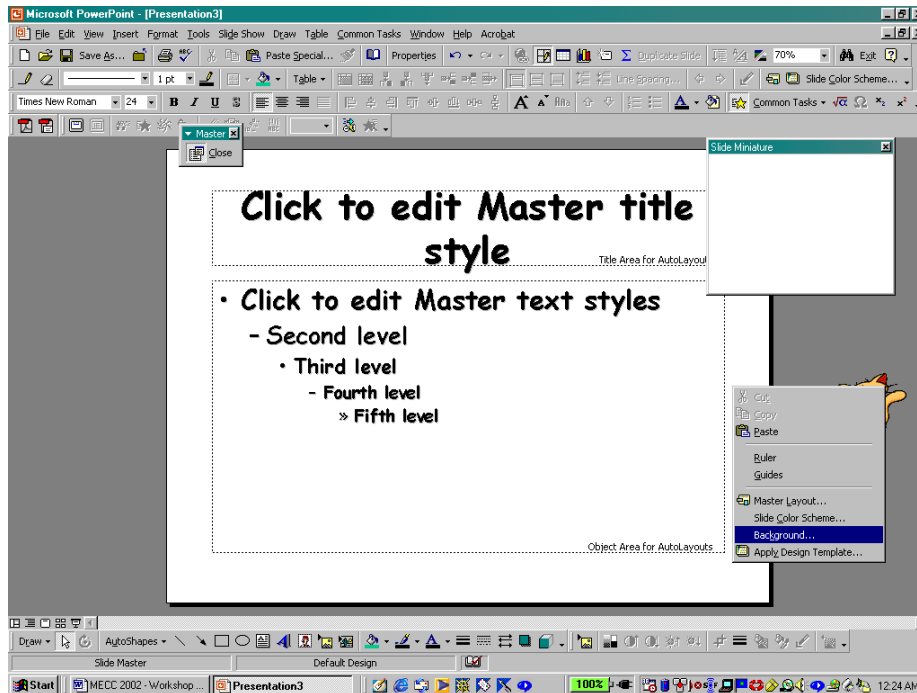 Microsoft PowerPoint - [Presentation3]
File Edit View Insert Format Tools Slide Show Draw Table Common Tasks Window Help Acrobat
Save As... Paste Special... Properties Duplicate Slide 70% Exit
1 pt Table Line Spacing... Slide Color Scheme...
Times New Roman 24 B I U S Common Tasks
Master
Close
Slide Miniature
Click to edit Master title
style
Title Area for AutoLayou
• Click to edit Master text styles
– Second level
• Third level
– Fourth level
» Fifth level
Object Area for AutoLayouts
Cut
Copy
Paste
Ruler
Guides
Master Layout...
Slide Color Scheme...
Background...
Apply Design Template...
Draw AutoShapes
Slide Master Default Design
Start MECC 2002 - Workshop ... Presentation3 100% 12:24 AM